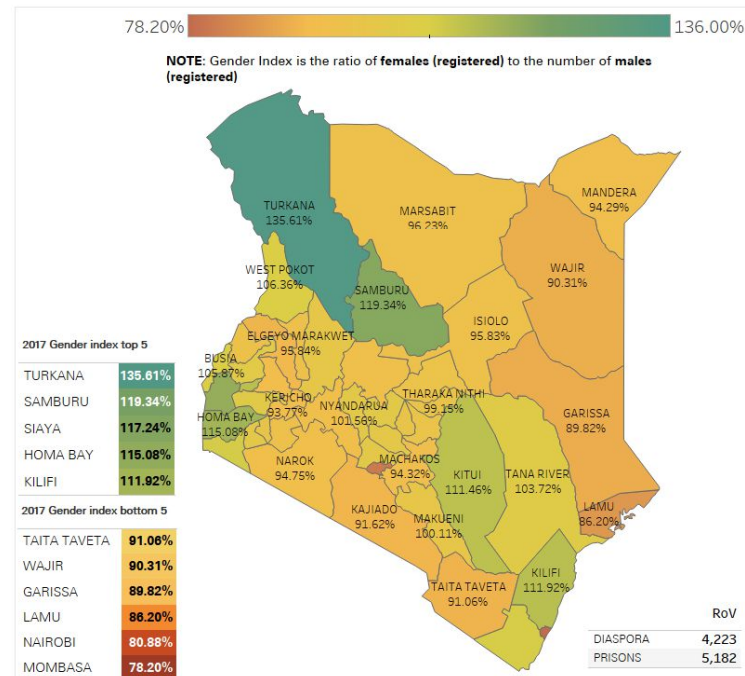 78.20%
136.00%
NOTE: Gender Index is the ratio of females (registered) to the number of males
(registered)
MANDERA
94.29%
TURKANA
135.61%
MARSABIT
96.23%
WAJIR
90.31%
WEST POKOT
106.36%
SAMBURU
119.34%
ISIOLO
95.83%
ELGEYO MARAKWET
95.84%
BUSIA
105.87%
THARAKA NITHI
99.15%
KERICHO
93.77%
NYANDARUA
101.56%
HOMA BAY
115.08%
GARISSA
89.82%
MACHAKOS
94.32%
NAROK
94.75%
KITUI
111.46%
TANA RIVER
103.72%
KAJIADO
91.62%
LAMU
86.20%
MAKUENI
100.11%
KILIFI
111.92%
TAITA TAVETA
91.06%
2017 Gender index top 5
TURKANA 135.61%
SAMBURU 119.34%
SIAYA 117.24%
HOMA BAY 115.08%
KILIFI 111.92%
2017 Gender index bottom 5
TAITA TAVETA 91.06%
WAJIR 90.31%
GARISSA 89.82%
LAMU 86.20%
NAIROBI 80.88%
MOMBASA 78.20%
RoV
DIASPORA 4,223
PRISONS 5,182